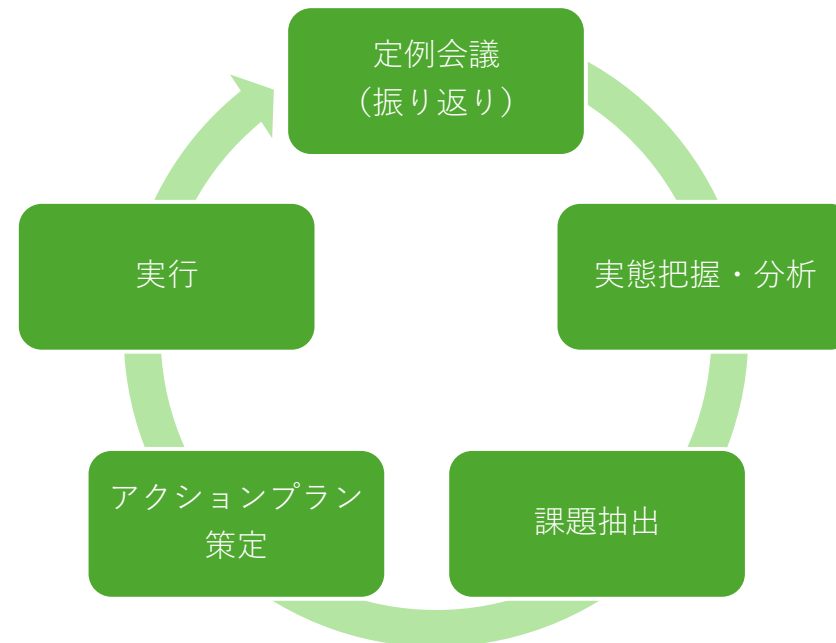 定例会議
（振り返り）
実態把握・分析
課題抽出
アクションプラン
策定
実行